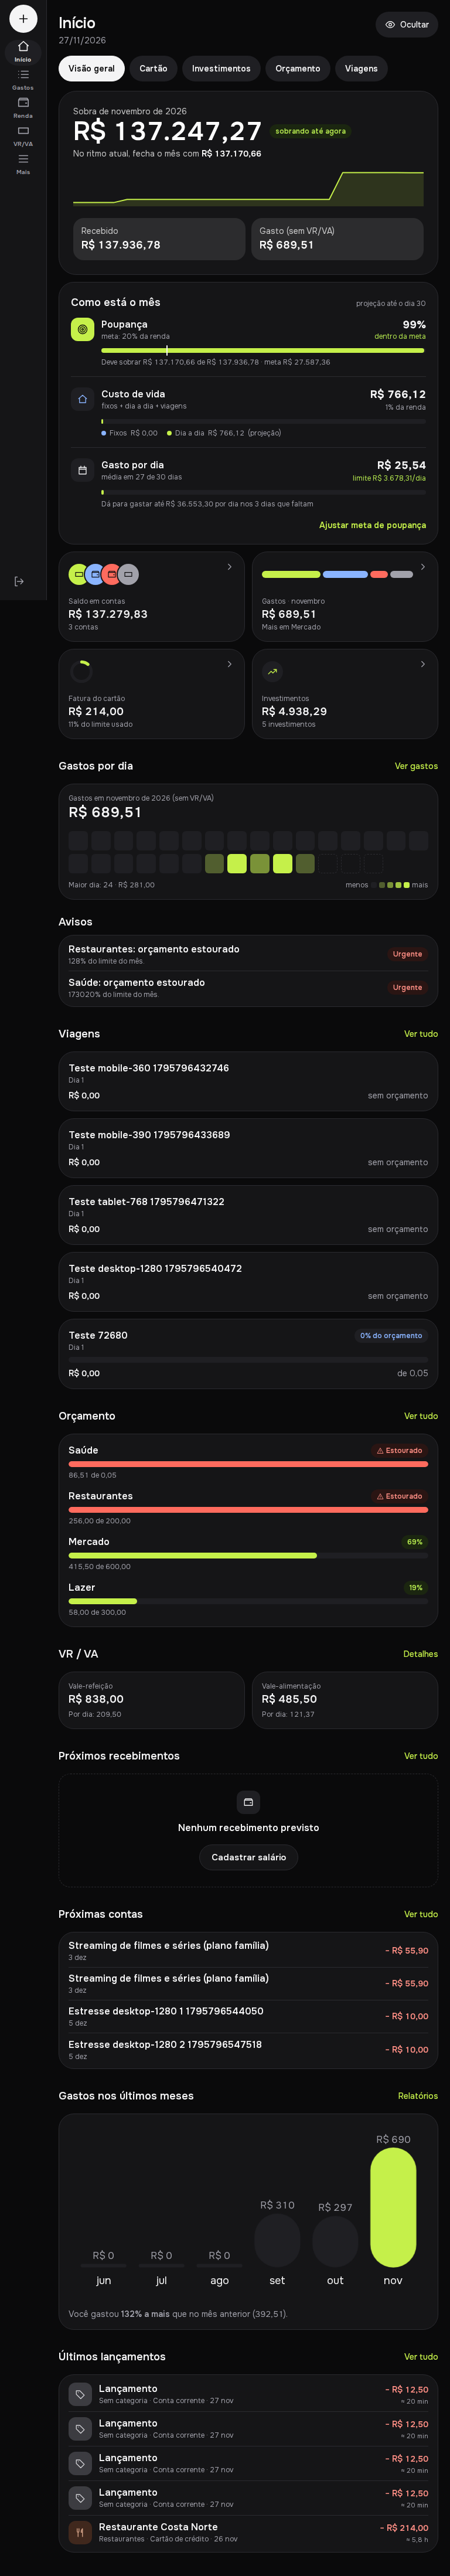 Início
27/11/2026
Ocultar
Início
Gastos
Renda
VR/VA
Mais
Visão geral
Cartão
Investimentos
Orçamento
Viagens
Sobra de novembro de 2026
R$ 137.247,27
sobrando até agora
No ritmo atual, fecha o mês com R$ 137.170,66
Recebido
R$ 137.936,78
Gasto (sem VR/VA)
R$ 689,51
Como está o mês
projeção até o dia 30
Poupança
99%
meta: 20% da renda
dentro da meta
Deve sobrar R$ 137.170,66 de R$ 137.936,78 · meta R$ 27.587,36
Custo de vida
R$ 766,12
fixos + dia a dia + viagens
1% da renda
Fixos R$ 0,00
Dia a dia R$ 766,12 (projeção)
Gasto por dia
R$ 25,54
média em 27 de 30 dias
limite R$ 3.678,31/dia
Dá para gastar até R$ 36.553,30 por dia nos 3 dias que faltam
Ajustar meta de poupança
Saldo em contas
R$ 137.279,83
3 contas
Gastos · novembro
R$ 689,51
Mais em Mercado
Fatura do cartão
R$ 214,00
11% do limite usado
Investimentos
R$ 4.938,29
5 investimentos
Gastos por dia
Ver gastos
Gastos em novembro de 2026 (sem VR/VA)
R$ 689,51
Maior dia: 24 · R$ 281,00
menos
mais
Avisos
Restaurantes: orçamento estourado
128% do limite do mês.
Urgente
Saúde: orçamento estourado
173020% do limite do mês.
Urgente
Viagens
Ver tudo
Teste mobile-360 1795796432746
Dia 1
R$ 0,00
sem orçamento
Teste mobile-390 1795796433689
Dia 1
R$ 0,00
sem orçamento
Teste tablet-768 1795796471322
Dia 1
R$ 0,00
sem orçamento
Teste desktop-1280 1795796540472
Dia 1
R$ 0,00
sem orçamento
Teste 72680
0% do orçamento
Dia 1
R$ 0,00
de 0,05
Orçamento
Ver tudo
Saúde
Estourado
86,51 de 0,05
Restaurantes
Estourado
256,00 de 200,00
Mercado
69%
415,50 de 600,00
Lazer
19%
58,00 de 300,00
VR / VA
Detalhes
Vale-refeição
R$ 838,00
Por dia: 209,50
Vale-alimentação
R$ 485,50
Por dia: 121,37
Próximos recebimentos
Ver tudo
Nenhum recebimento previsto
Cadastrar salário
Próximas contas
Ver tudo
Streaming de filmes e séries (plano família)
3 dez
− R$ 55,90
Streaming de filmes e séries (plano família)
3 dez
− R$ 55,90
Estresse desktop-1280 1 1795796544050
5 dez
− R$ 10,00
Estresse desktop-1280 2 1795796547518
5 dez
− R$ 10,00
Gastos nos últimos meses
Relatórios
R$ 0
R$ 0
R$ 0
R$ 310
R$ 297
R$ 690
jun
jul
ago
set
out
nov
Você gastou 132% a mais que no mês anterior (392,51).
Últimos lançamentos
Ver tudo
Lançamento
Sem categoria · Conta corrente · 27 nov
− R$ 12,50
≈ 20 min
Lançamento
Sem categoria · Conta corrente · 27 nov
− R$ 12,50
≈ 20 min
Lançamento
Sem categoria · Conta corrente · 27 nov
− R$ 12,50
≈ 20 min
Lançamento
Sem categoria · Conta corrente · 27 nov
− R$ 12,50
≈ 20 min
Restaurante Costa Norte
Restaurantes · Cartão de crédito · 26 nov
− R$ 214,00
≈ 5,8 h